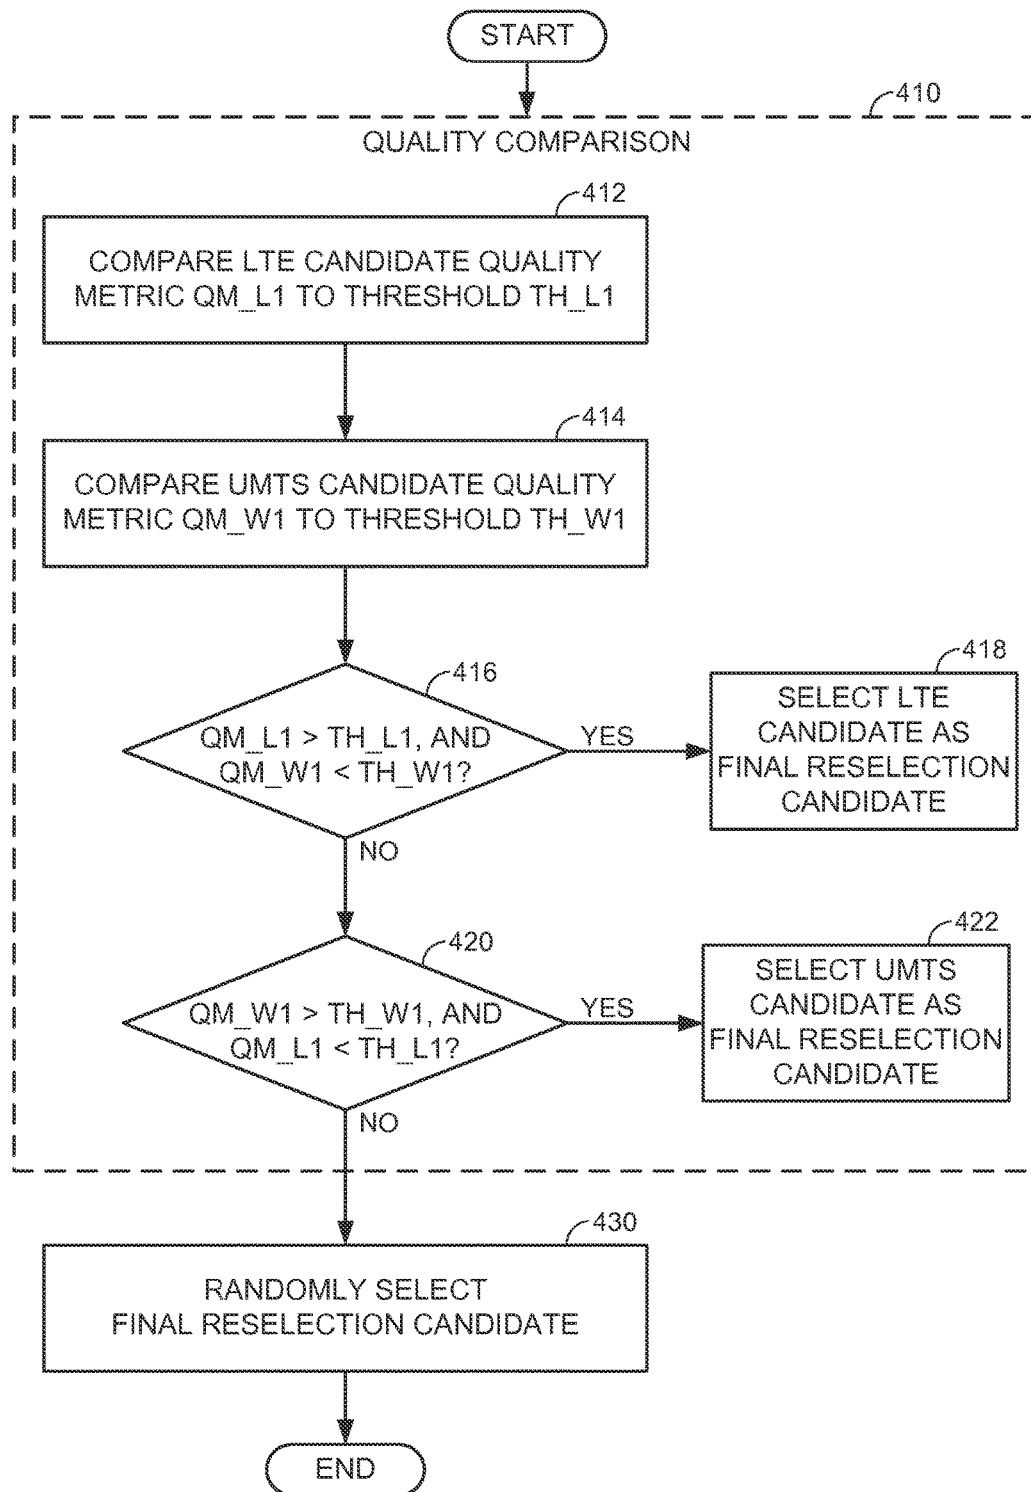 START
410
QUALITY COMPARISON
412
COMPARE LTE CANDIDATE QUALITY
METRIC QM_L1 TO THRESHOLD TH_L1
414
COMPARE UMTS CANDIDATE QUALITY
METRIC QM_W1 TO THRESHOLD TH_W1
416
QM_L1 > TH_L1, AND
QM_W1 < TH_W1?
YES
418
SELECT LTE
CANDIDATE AS
FINAL RESELECTION
CANDIDATE
NO
420
QM_W1 > TH_W1, AND
QM_L1 < TH_L1?
YES
422
SELECT UMTS
CANDIDATE AS
FINAL RESELECTION
CANDIDATE
NO
430
RANDOMLY SELECT
FINAL RESELECTION CANDIDATE
END